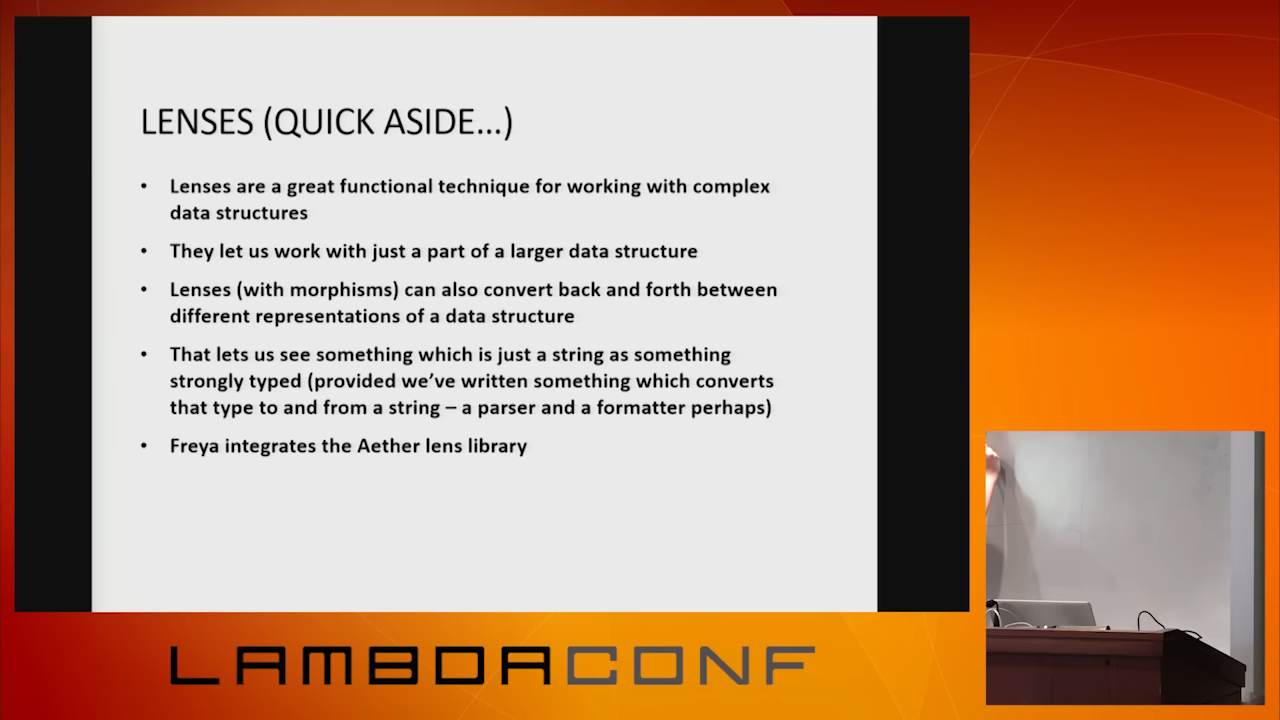 LENSES (QUICK ASIDE...)
• Lenses are a great functional technique for working with complex
data structures
• They let us work with just a part of a larger data structure
• Lenses (with morphisms) can also convert back and forth between
different representations of a data structure
• That lets us see something which is just a string as something
strongly typed (provided we’ve written something which converts
that type to and from a string – a parser and a formatter perhaps)
• Freya integrates the Aether lens library
LAMBDACONF